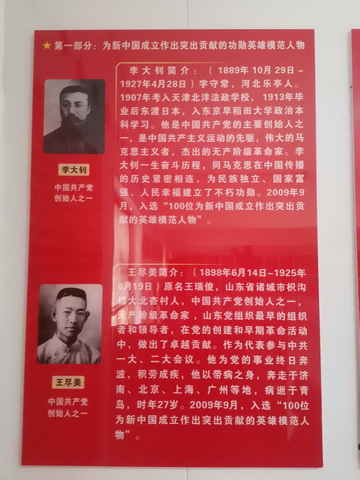 ★ 第一部分：为新中国成立作出突出贡献的功勋英雄模范人物
李大钊简介：（1889年10月29日-
1927年4月28日）字守常，河北乐亭人。
1907年考入天津北洋法政学校， 1913年毕
业后东渡日本，入东京早稻田大学政治本
科学习。他是中国共产党的主要创始人之
一，是中国共产主义运动的先驱，伟大的马
克思主义者，杰出的无产阶级革命家。李
大钊一生奋斗历程，同马克思在中国传播
的历史紧密相连，为民族独立、国家富
强、人民幸福建立了不朽功勋。2009年9
月，入选“100位为新中国成立作出突出贡
献的英雄模范人物”。
李大钊
中国共产党
创始人之一
王尽美简介：（1898年6月14日-1925年
8月19日）原名王瑞俊，山东省诸城市枳沟
镇大北杏村人，中国共产党创始人之一，
无产阶级革命家，山东党组织最早的组织
者和领导者，在党的创建和早期革命活动
中，做出了卓越贡献。作为代表参与中共
一大、二大会议。他为党的事业终日奔
波，积劳成疾，他以带病之身，奔走于济
南、北京、上海、广州等地，病逝于青
岛，时年27岁。2009年9月，入选“100位
为新中国成立作出突出贡献的英雄模范人
物”。
王尽美
中国共产党
创始人之一